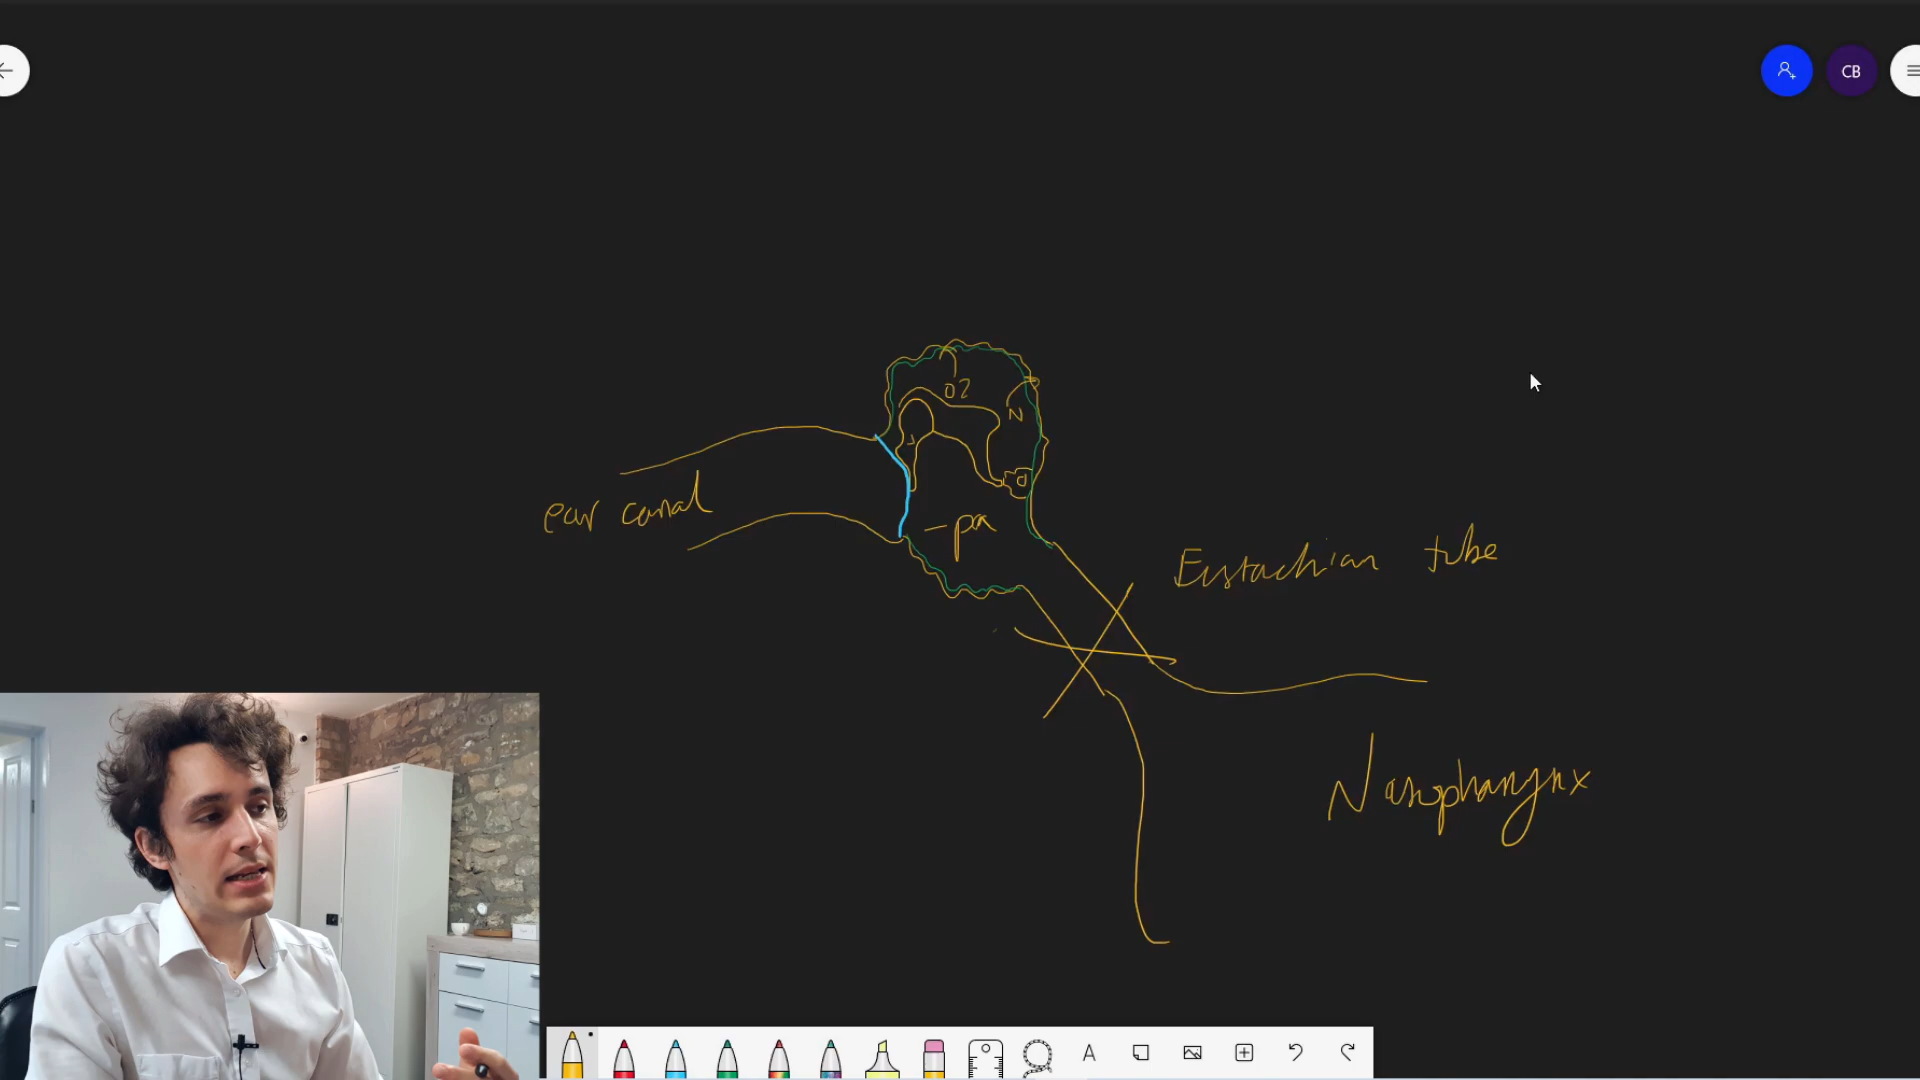 CB
O2
N
ear canal
-pa
Eustachian tube
Nasopharynx
A